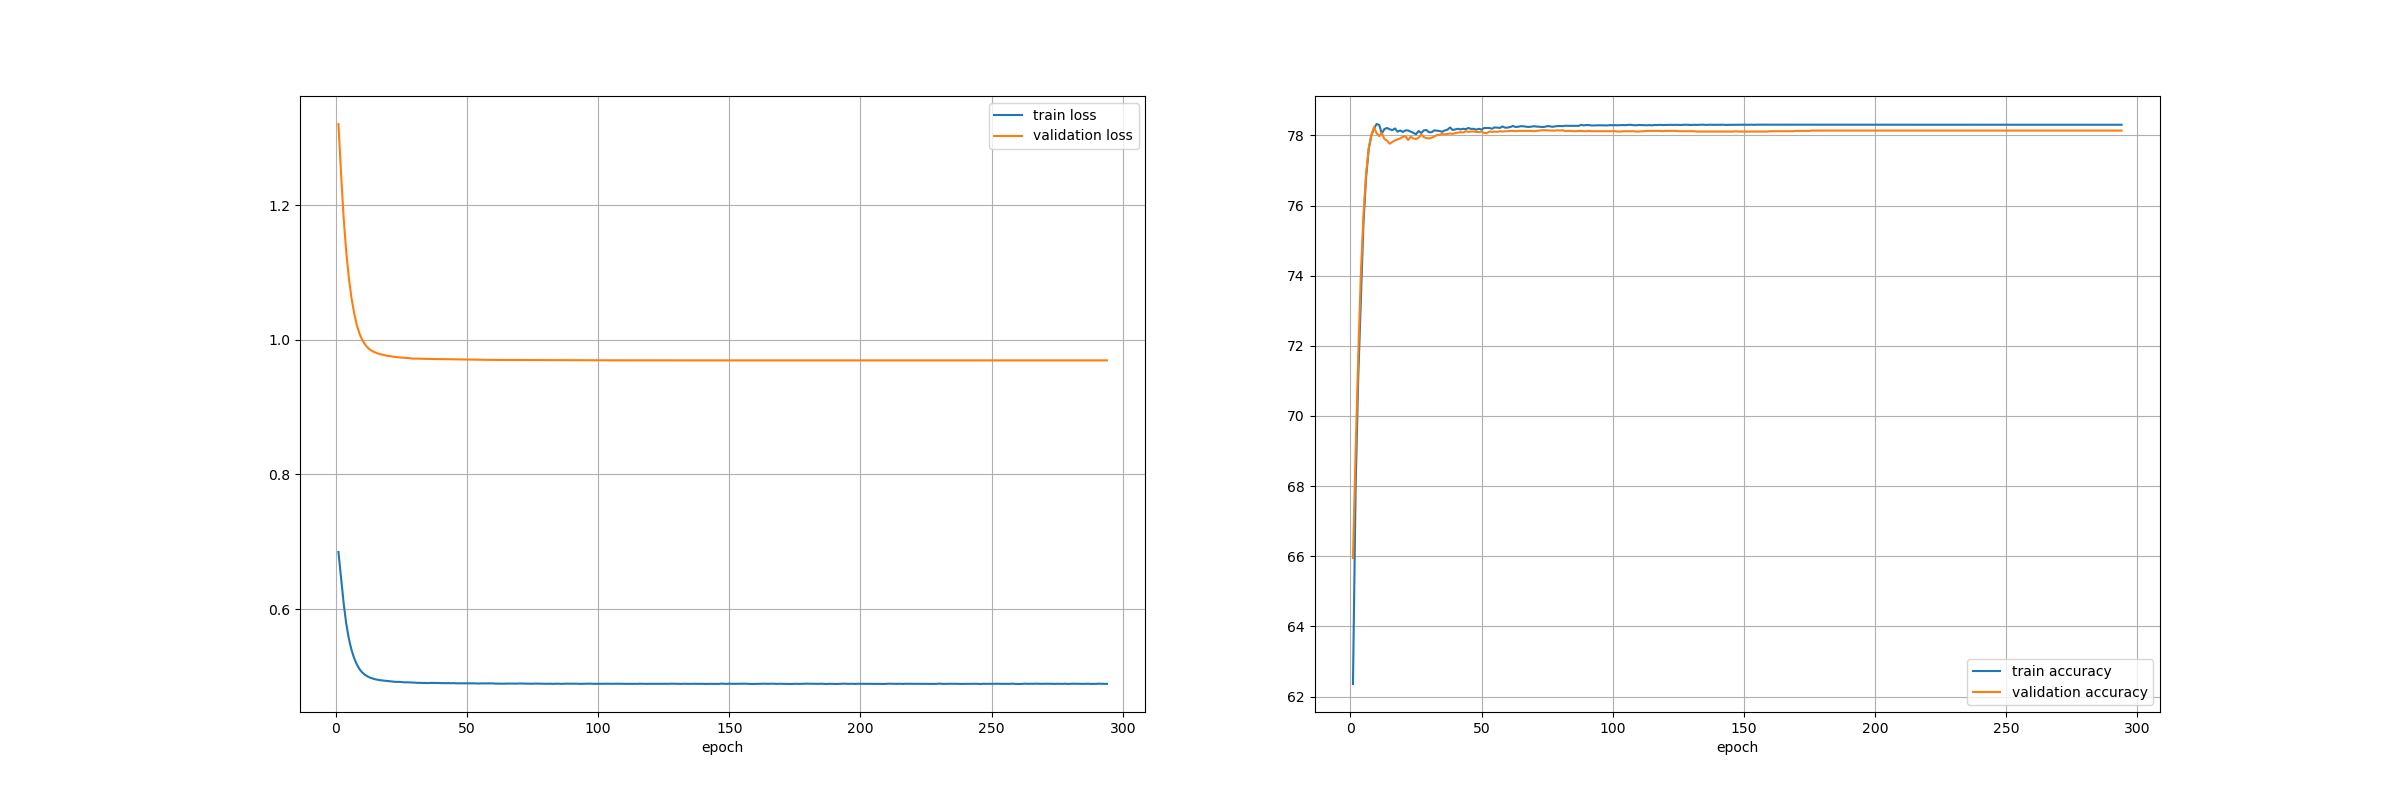 train loss
validation loss
1.2
1.0
0.8
0.6
0 50 100 150 200 250 300
epoch
78
76
74
72
70
68
66
64
62
train accuracy
validation accuracy
0 50 100 150 200 250 300
epoch